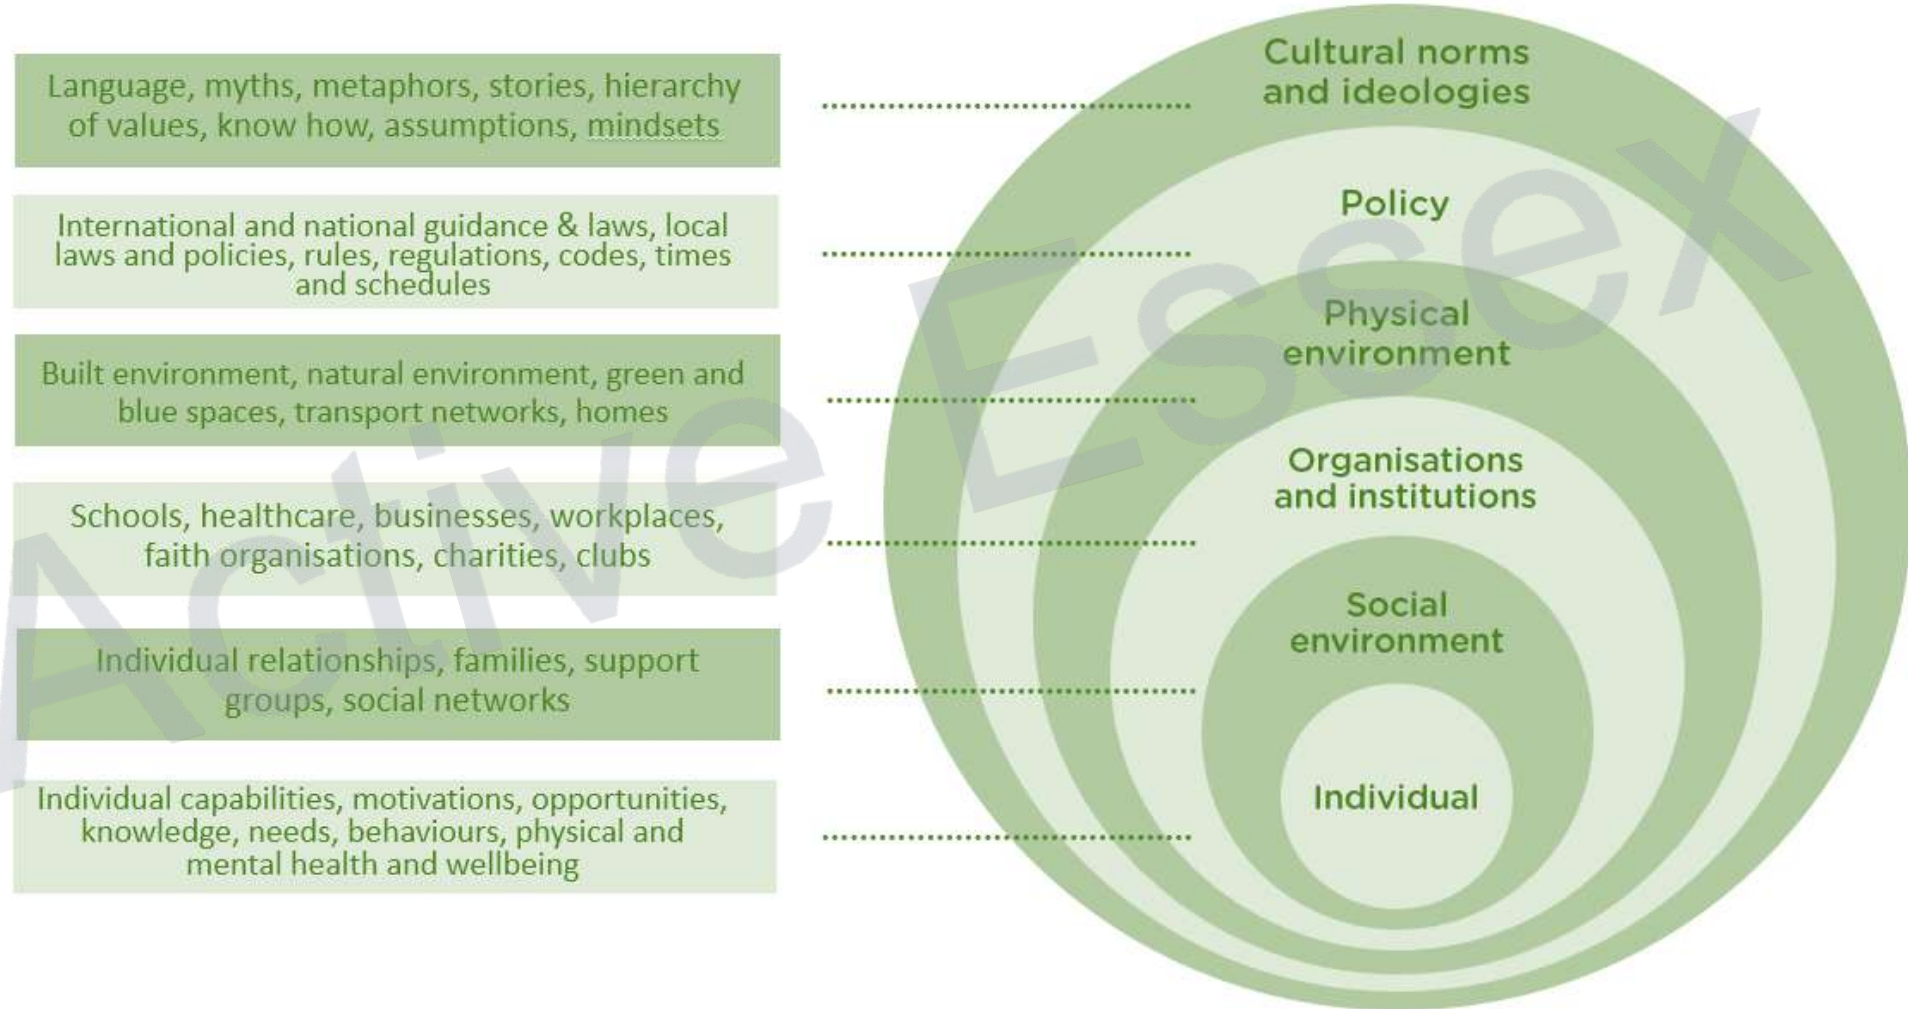 Language, myths, metaphors, stories, hierarchy
of values, know how, assumptions, mindsets
Cultural norms
and ideologies
International and national guidance & laws, local
laws and policies, rules, regulations, codes, times
and schedules
Policy
Built environment, natural environment, green and
blue spaces, transport networks, homes
Physical
environment
Schools, healthcare, businesses, workplaces,
faith organisations, charities, clubs
Organisations
and institutions
Individual relationships, families, support
groups, social networks
Social
environment
Individual capabilities, motivations, opportunities,
knowledge, needs, behaviours, physical and
mental health and wellbeing
Individual
Active Essex